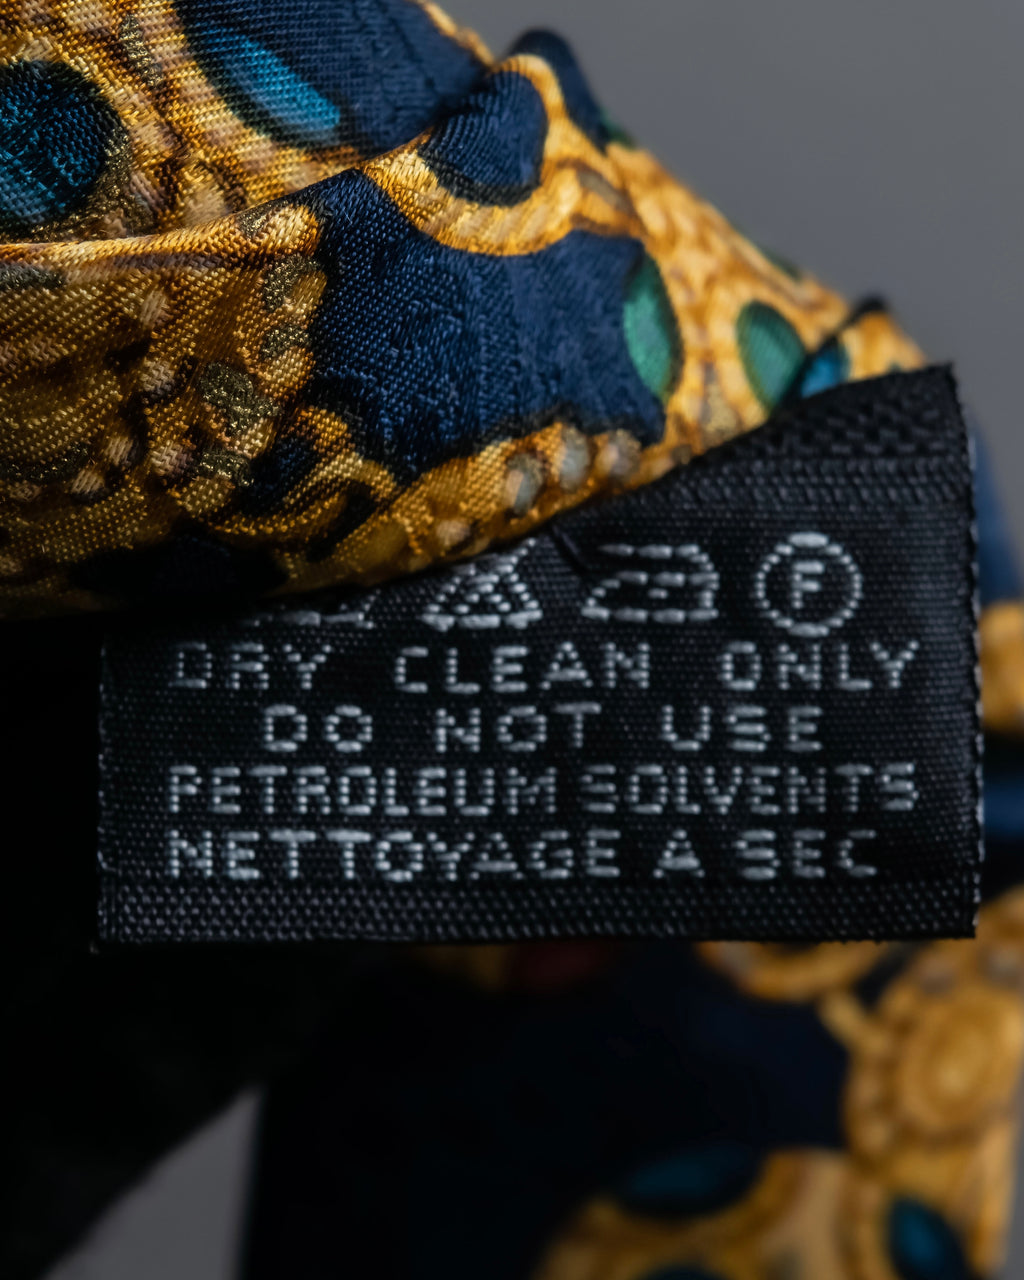 F
DRY CLEAN ONLY
DO NOT USE
PETROLEUM SOLVENTS
NETTOYAGE A SEC